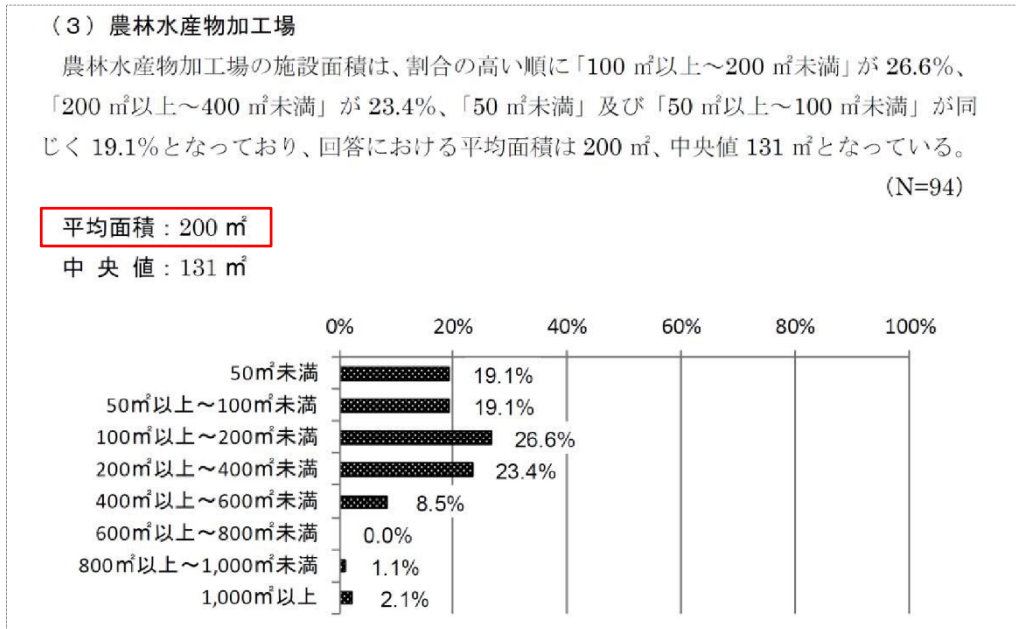 （3）農林水産物加工場
農林水産物加工場の施設面積は、割合の高い順に「100 ㎡以上～200 ㎡未満」が 26.6%、
「200 ㎡以上～400 ㎡未満」が 23.4%、「50 ㎡未満」及び「50 ㎡以上～100 ㎡未満」が同
じく 19.1%となっており、回答における平均面積は 200 ㎡、中央値 131 ㎡となっている。
（N=94）
平均面積：200 ㎡
中 央 値：131 ㎡
0% 20% 40% 60% 80% 100%
50㎡未満 19.1%
50㎡以上～100㎡未満 19.1%
100㎡以上～200㎡未満 26.6%
200㎡以上～400㎡未満 23.4%
400㎡以上～600㎡未満 8.5%
600㎡以上～800㎡未満 0.0%
800㎡以上～1,000㎡未満 1.1%
1,000㎡以上 2.1%